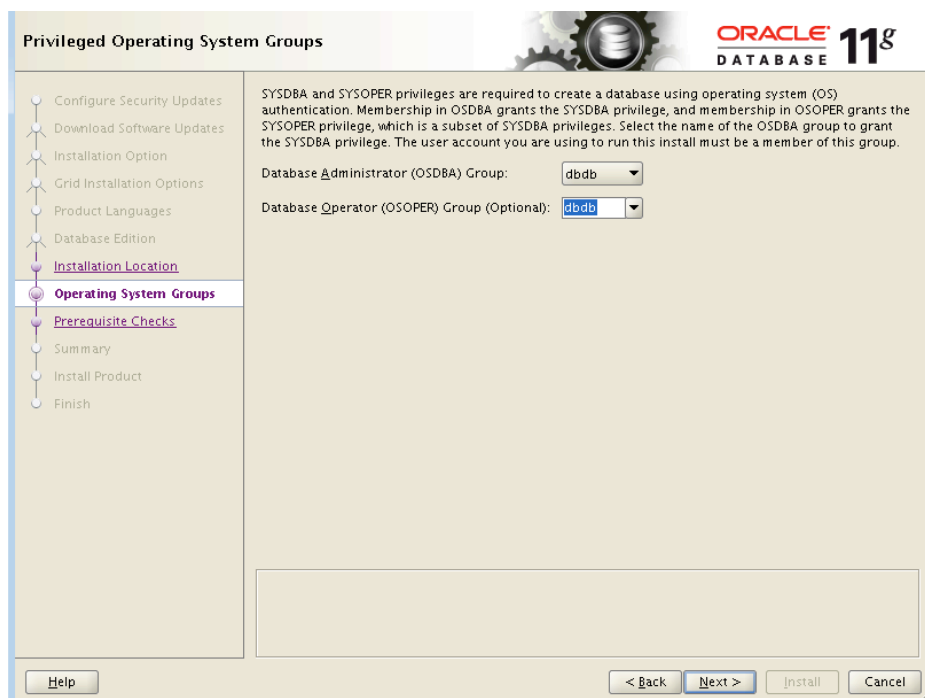 Privileged Operating System Groups
ORACLE
DATABASE
11g
Configure Security Updates
Download Software Updates
Installation Option
Grid Installation Options
Product Languages
Database Edition
Installation Location
Operating System Groups
Prerequisite Checks
Summary
Install Product
Finish
SYSDBA and SYSOPER privileges are required to create a database using operating system (OS)
authentication. Membership in OSDBA grants the SYSDBA privilege, and membership in OSOPER grants the
SYSOPER privilege, which is a subset of SYSDBA privileges. Select the name of the OSDBA group to grant
the SYSDBA privilege. The user account you are using to run this install must be a member of this group.
Database Administrator (OSDBA) Group: dbdb
Database Operator (OSOPER) Group (Optional): dbdb
Help
< Back Next > Install Cancel